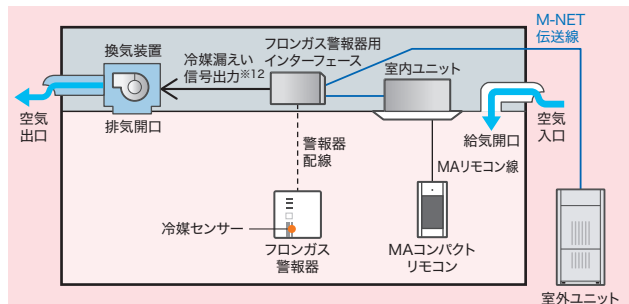 M-NET
伝送線
換気装置
冷媒漏えい
信号出力※12
フロンガス警報器用
インターフェース
室内ユニット
空気
出口
排気開口
給気開口
空気
入口
警報器
配線
MAリモコン線
冷媒センサー
フロンガス
警報器
MAコンパクト
リモコン
室外ユニット